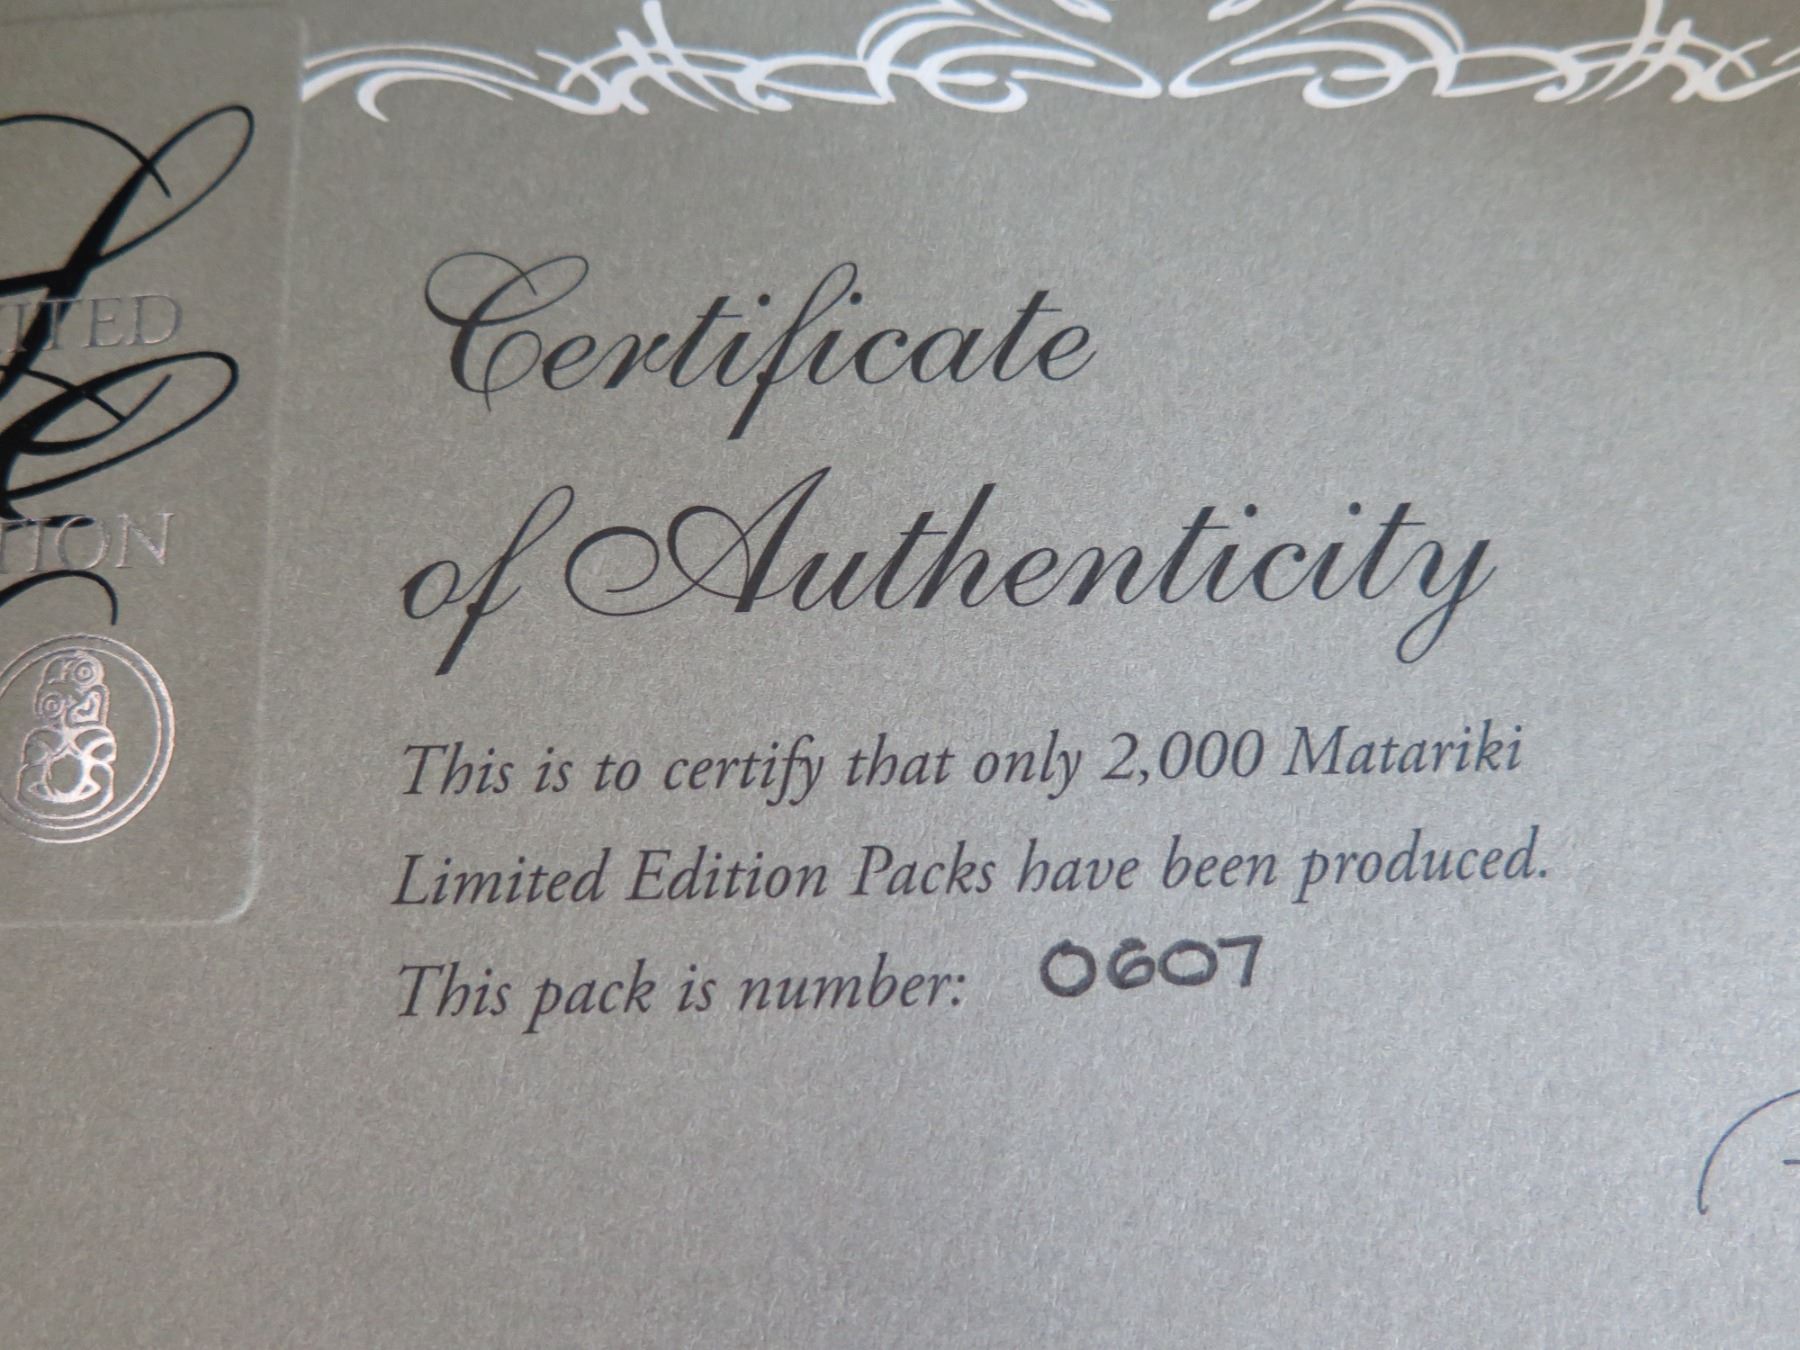 Certificate
of Authenticity
This is to certify that only 2,000 Matariki
Limited Edition Packs have been produced.
This pack is number: 0607